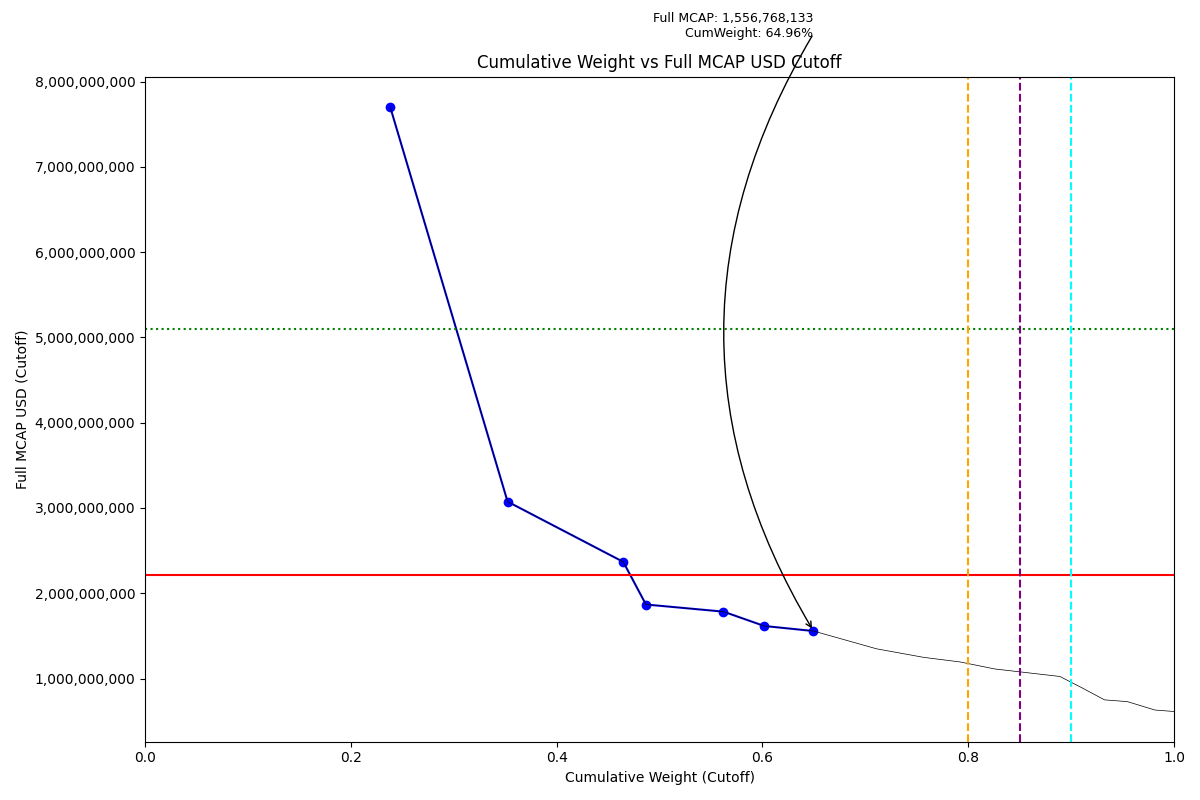 Full MCAP: 1,556,768,133
CumWeight: 64.96%
Cumulative Weight vs Full MCAP USD Cutoff
8,000,000,000
7,000,000,000
6,000,000,000
5,000,000,000
4,000,000,000
3,000,000,000
2,000,000,000
1,000,000,000
Full MCAP USD (Cutoff)
0.0 0.2 0.4 0.6 0.8 1.0
Cumulative Weight (Cutoff)